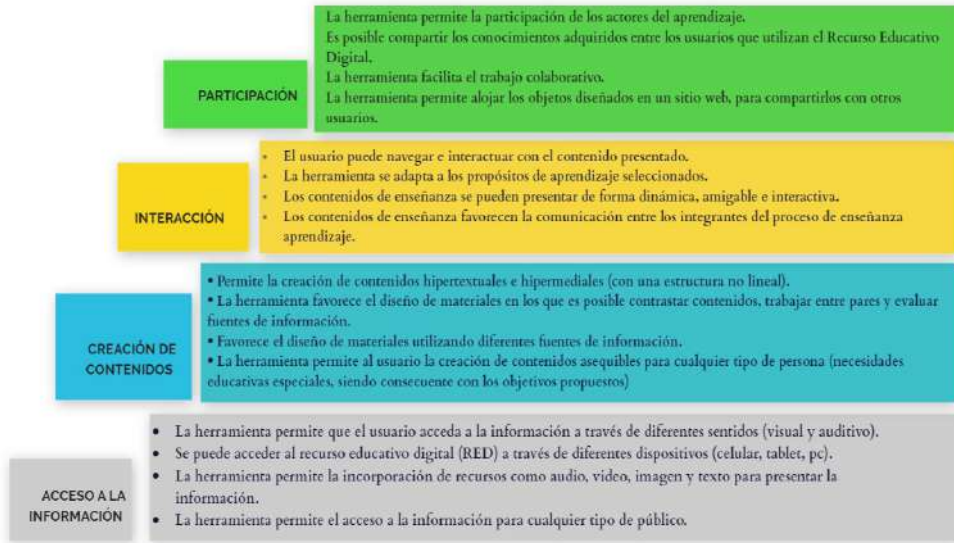 PARTICIPACIÓN
La herramienta permite la participación de los actores del aprendizaje.
Es posible compartir los conocimientos adquiridos entre los usuarios que utilizan el Recurso Educativo
Digital.
La herramienta facilita el trabajo colaborativo.
La herramienta permite alojar los objetos diseñados en un sitio web, para compartirlos con otros
usuarios.
INTERACCIÓN
• El usuario puede navegar e interactuar con el contenido presentado.
• La herramienta se adapta a los propósitos de aprendizaje seleccionados.
• Los contenidos de enseñanza se pueden presentar de forma dinámica, amigable e interactiva.
• Los contenidos de enseñanza favorecen la comunicación entre los integrantes del proceso de enseñanza
aprendizaje.
CREACIÓN DE
CONTENIDOS
• Permite la creación de contenidos hipertextuales e hipermediales (con una estructura no lineal).
• La herramienta favorece el diseño de materiales en los que es posible contrastar contenidos, trabajar entre pares y evaluar
fuentes de información.
• Favorece el diseño de materiales utilizando diferentes fuentes de información.
• La herramienta permite al usuario la creación de contenidos asequibles para cualquier tipo de persona (necesidades
educativas especiales, siendo consecuente con los objetivos propuestos)
ACCESO A LA
INFORMACIÓN
• La herramienta permite que el usuario acceda a la información a través de diferentes sentidos (visual y auditivo).
• Se puede acceder al recurso educativo digital (RED) a través de diferentes dispositivos (celular, tablet, pc).
• La herramienta permite la incorporación de recursos como audio, video, imagen y texto para presentar la
información.
• La herramienta permite el acceso a la información para cualquier tipo de público.